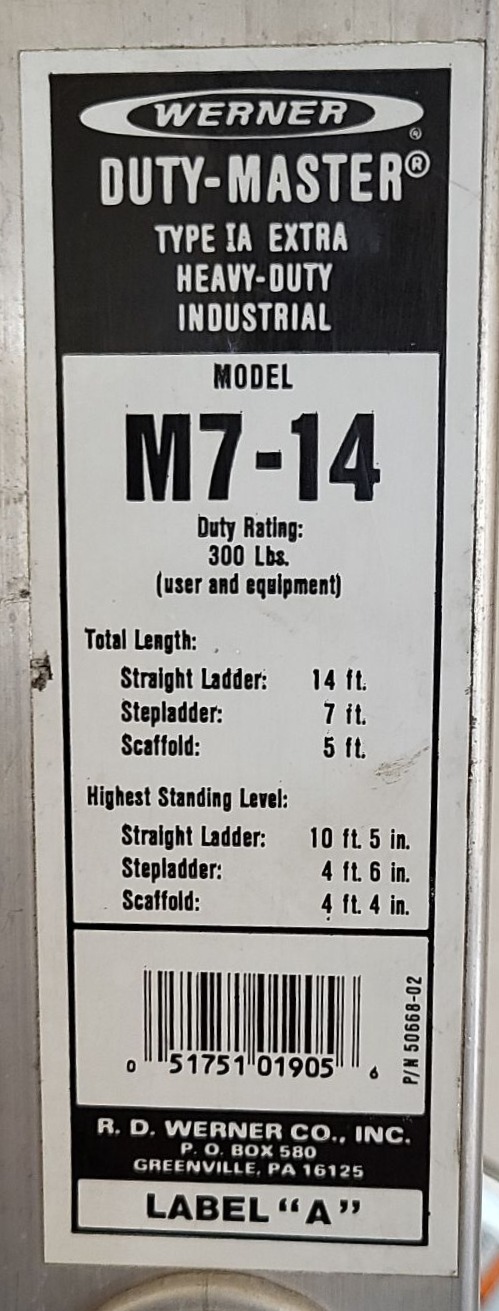 WERNER®
DUTY-MASTER®
TYPE IA EXTRA
HEAVY-DUTY
INDUSTRIAL
MODEL
M7-14
Duty Rating:
300 Lbs.
(user and equipment)
Total Length:
Straight Ladder: 14 ft.
Stepladder: 7 ft.
Scaffold: 5 ft.
Highest Standing Level:
Straight Ladder: 10 ft. 5 in.
Stepladder: 4 ft. 6 in.
Scaffold: 4 ft. 4 in.
0 51751 01905 6
P/N 50668-02
R. D. WERNER CO., INC.
P. O. BOX 580
GREENVILLE, PA 16125
LABEL “A”